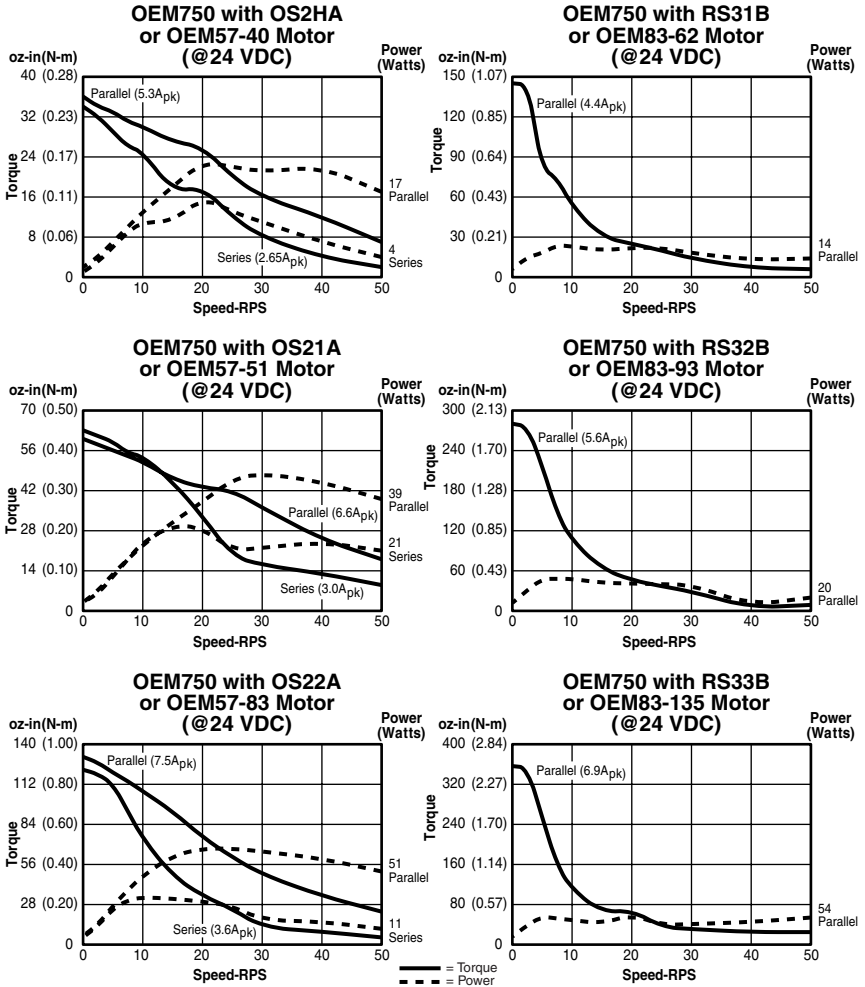 OEM750 with OS2HA
or OEM57-40 Motor
(@24 VDC)
oz-in(N-m)
Power
(Watts)
40 (0.28)
32 (0.23)
24 (0.17)
16 (0.11)
8 (0.06)
0
Torque
Parallel (5.3Apk)
Series (2.65Apk)
17
Parallel
4
Series
0 10 20 30 40 50
Speed-RPS
OEM750 with RS31B
or OEM83-62 Motor
(@24 VDC)
oz-in(N-m)
Power
(Watts)
150 (1.07)
120 (0.85)
90 (0.64)
60 (0.43)
30 (0.21)
0
Torque
Parallel (4.4Apk)
14
Parallel
0 10 20 30 40 50
Speed-RPS
OEM750 with OS21A
or OEM57-51 Motor
(@24 VDC)
oz-in(N-m)
Power
(Watts)
70 (0.50)
56 (0.40)
42 (0.30)
28 (0.20)
14 (0.10)
0
Torque
Parallel (6.6Apk)
Series (3.0Apk)
39
Parallel
21
Series
0 10 20 30 40 50
Speed-RPS
OEM750 with RS32B
or OEM83-93 Motor
(@24 VDC)
oz-in(N-m)
Power
(Watts)
300 (2.13)
240 (1.70)
180 (1.28)
120 (0.85)
60 (0.43)
0
Torque
Parallel (5.6Apk)
20
Parallel
0 10 20 30 40 50
Speed-RPS
OEM750 with OS22A
or OEM57-83 Motor
(@24 VDC)
oz-in(N-m)
Power
(Watts)
140 (1.00)
112 (0.80)
84 (0.60)
56 (0.40)
28 (0.20)
0
Torque
Parallel (7.5Apk)
Series (3.6Apk)
51
Parallel
11
Series
0 10 20 30 40 50
Speed-RPS
OEM750 with RS33B
or OEM83-135 Motor
(@24 VDC)
oz-in(N-m)
Power
(Watts)
400 (2.84)
320 (2.27)
240 (1.70)
160 (1.14)
80 (0.57)
0
Torque
Parallel (6.9Apk)
54
Parallel
0 10 20 30 40 50
Speed-RPS
= Torque
= Power